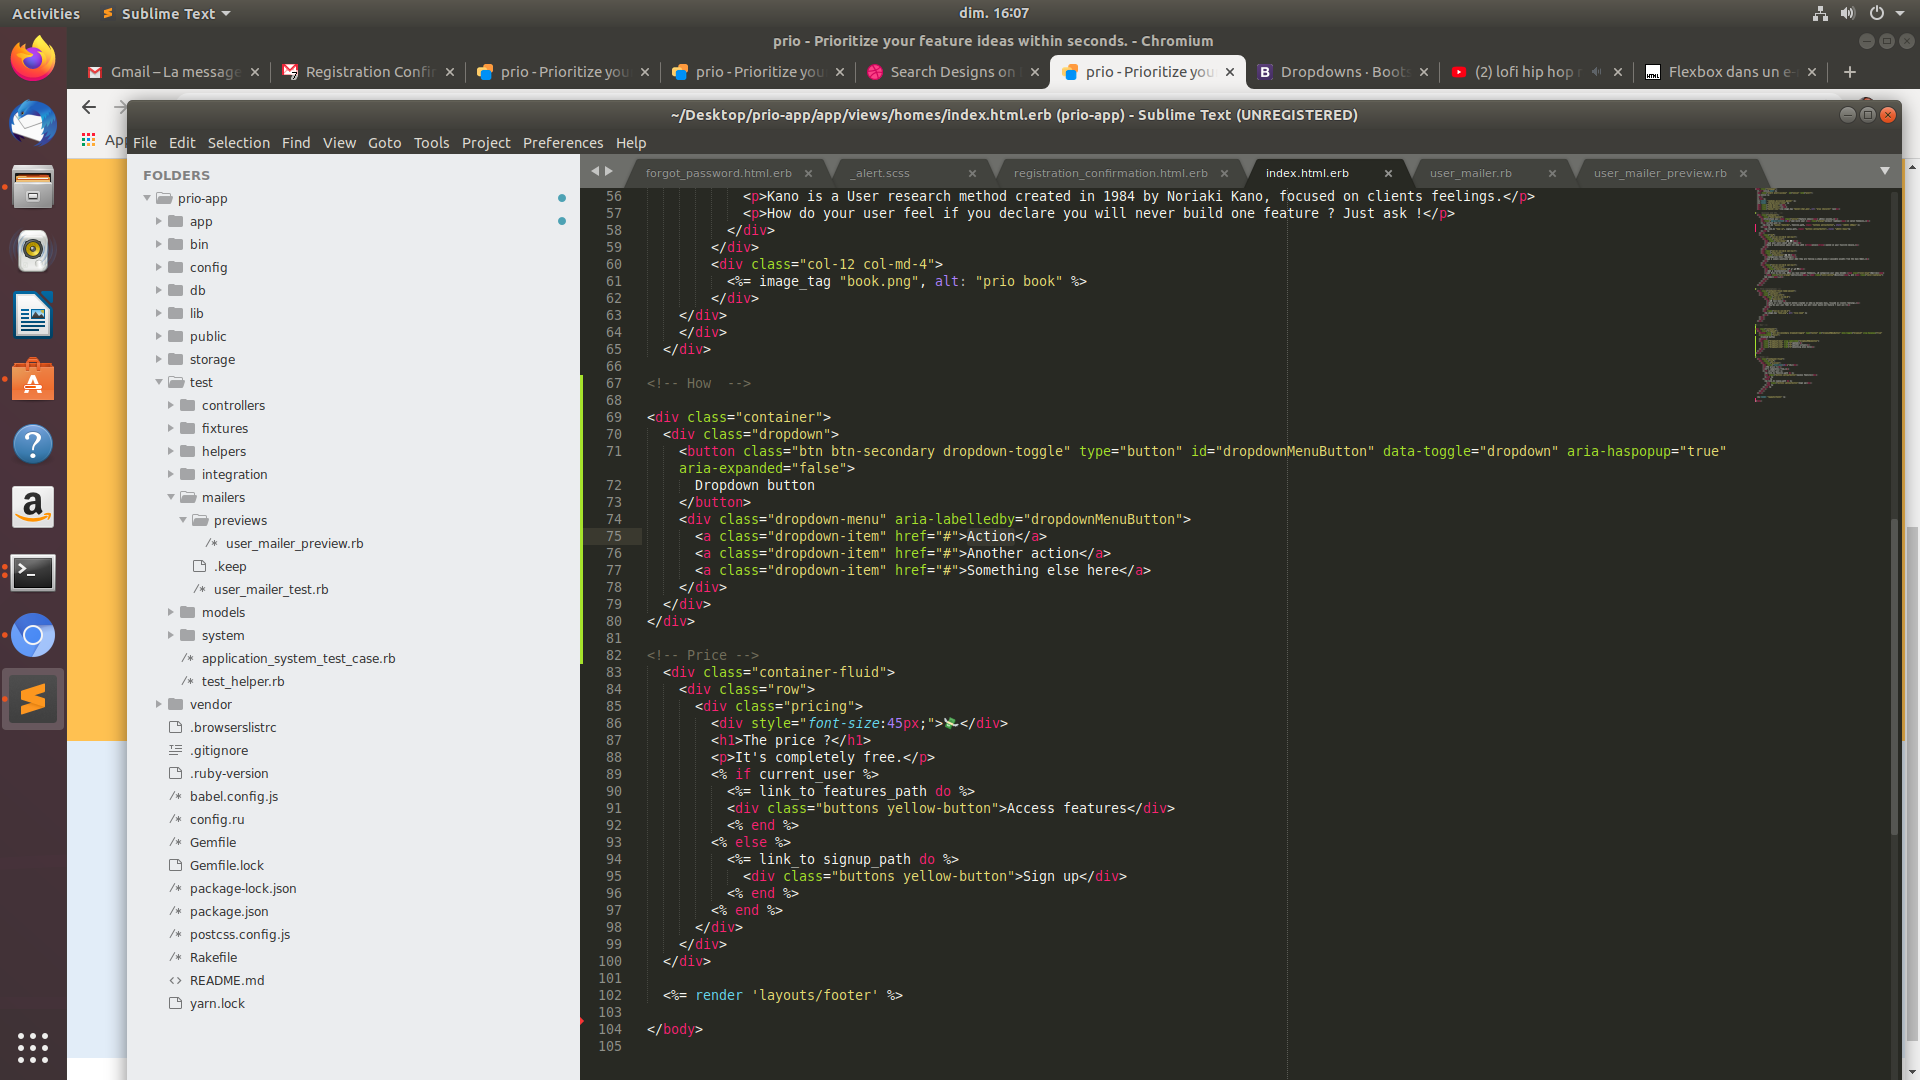 Activities Sublime Text dim. 16:07
prio - Prioritize your feature ideas within seconds. - Chromium
Gmail – La message Registration Confir prio - Prioritize you prio - Prioritize you Search Designs on prio - Prioritize you Dropdowns · Boots (2) lofi hip hop r Flexbox dans un e-
~/Desktop/prio-app/app/views/homes/index.html.erb (prio-app) - Sublime Text (UNREGISTERED)
App
File Edit Selection Find View Goto Tools Project Preferences Help
forgot_password.html.erb _alert.scss registration_confirmation.html.erb index.html.erb user_mailer.rb user_mailer_preview.rb
FOLDERS
prio-app
app
bin
config
db
lib
public
storage
test
controllers
fixtures
helpers
integration
mailers
previews
/* user_mailer_preview.rb
.keep
/* user_mailer_test.rb
models
system
/* application_system_test_case.rb
/* test_helper.rb
vendor
.browserslistrc
.gitignore
.ruby-version
/* babel.config.js
/* config.ru
/* Gemfile
Gemfile.lock
/* package-lock.json
/* package.json
/* postcss.config.js
/* Rakefile
<> README.md
yarn.lock
56 <p>Kano is a User research method created in 1984 by Noriaki Kano, focused on clients feelings.</p>
57 <p>How do your user feel if you declare you will never build one feature ? Just ask !</p>
58 </div>
59 </div>
60 <div class="col-12 col-md-4">
61 <%= image_tag "book.png", alt: "prio book" %>
62 </div>
63 </div>
64 </div>
65 </div>
66
67 <!-- How  -->
68
69 <div class="container">
70 <div class="dropdown">
71 <button class="btn btn-secondary dropdown-toggle" type="button" id="dropdownMenuButton" data-toggle="dropdown" aria-haspopup="true"
aria-expanded="false">
72 Dropdown button
73 </button>
74 <div class="dropdown-menu" aria-labelledby="dropdownMenuButton">
75 <a class="dropdown-item" href="#">Action</a>
76 <a class="dropdown-item" href="#">Another action</a>
77 <a class="dropdown-item" href="#">Something else here</a>
78 </div>
79 </div>
80 </div>
81
82 <!-- Price -->
83 <div class="container-fluid">
84 <div class="row">
85 <div class="pricing">
86 <div style="font-size:45px;">💸</div>
87 <h1>The price ?</h1>
88 <p>It's completely free.</p>
89 <% if current_user %>
90 <%= link_to features_path do %>
91 <div class="buttons yellow-button">Access features</div>
92 <% end %>
93 <% else %>
94 <%= link_to signup_path do %>
95 <div class="buttons yellow-button">Sign up</div>
96 <% end %>
97 <% end %>
98 </div>
99 </div>
100 </div>
101
102 <%= render 'layouts/footer' %>
103
104 </body>
105